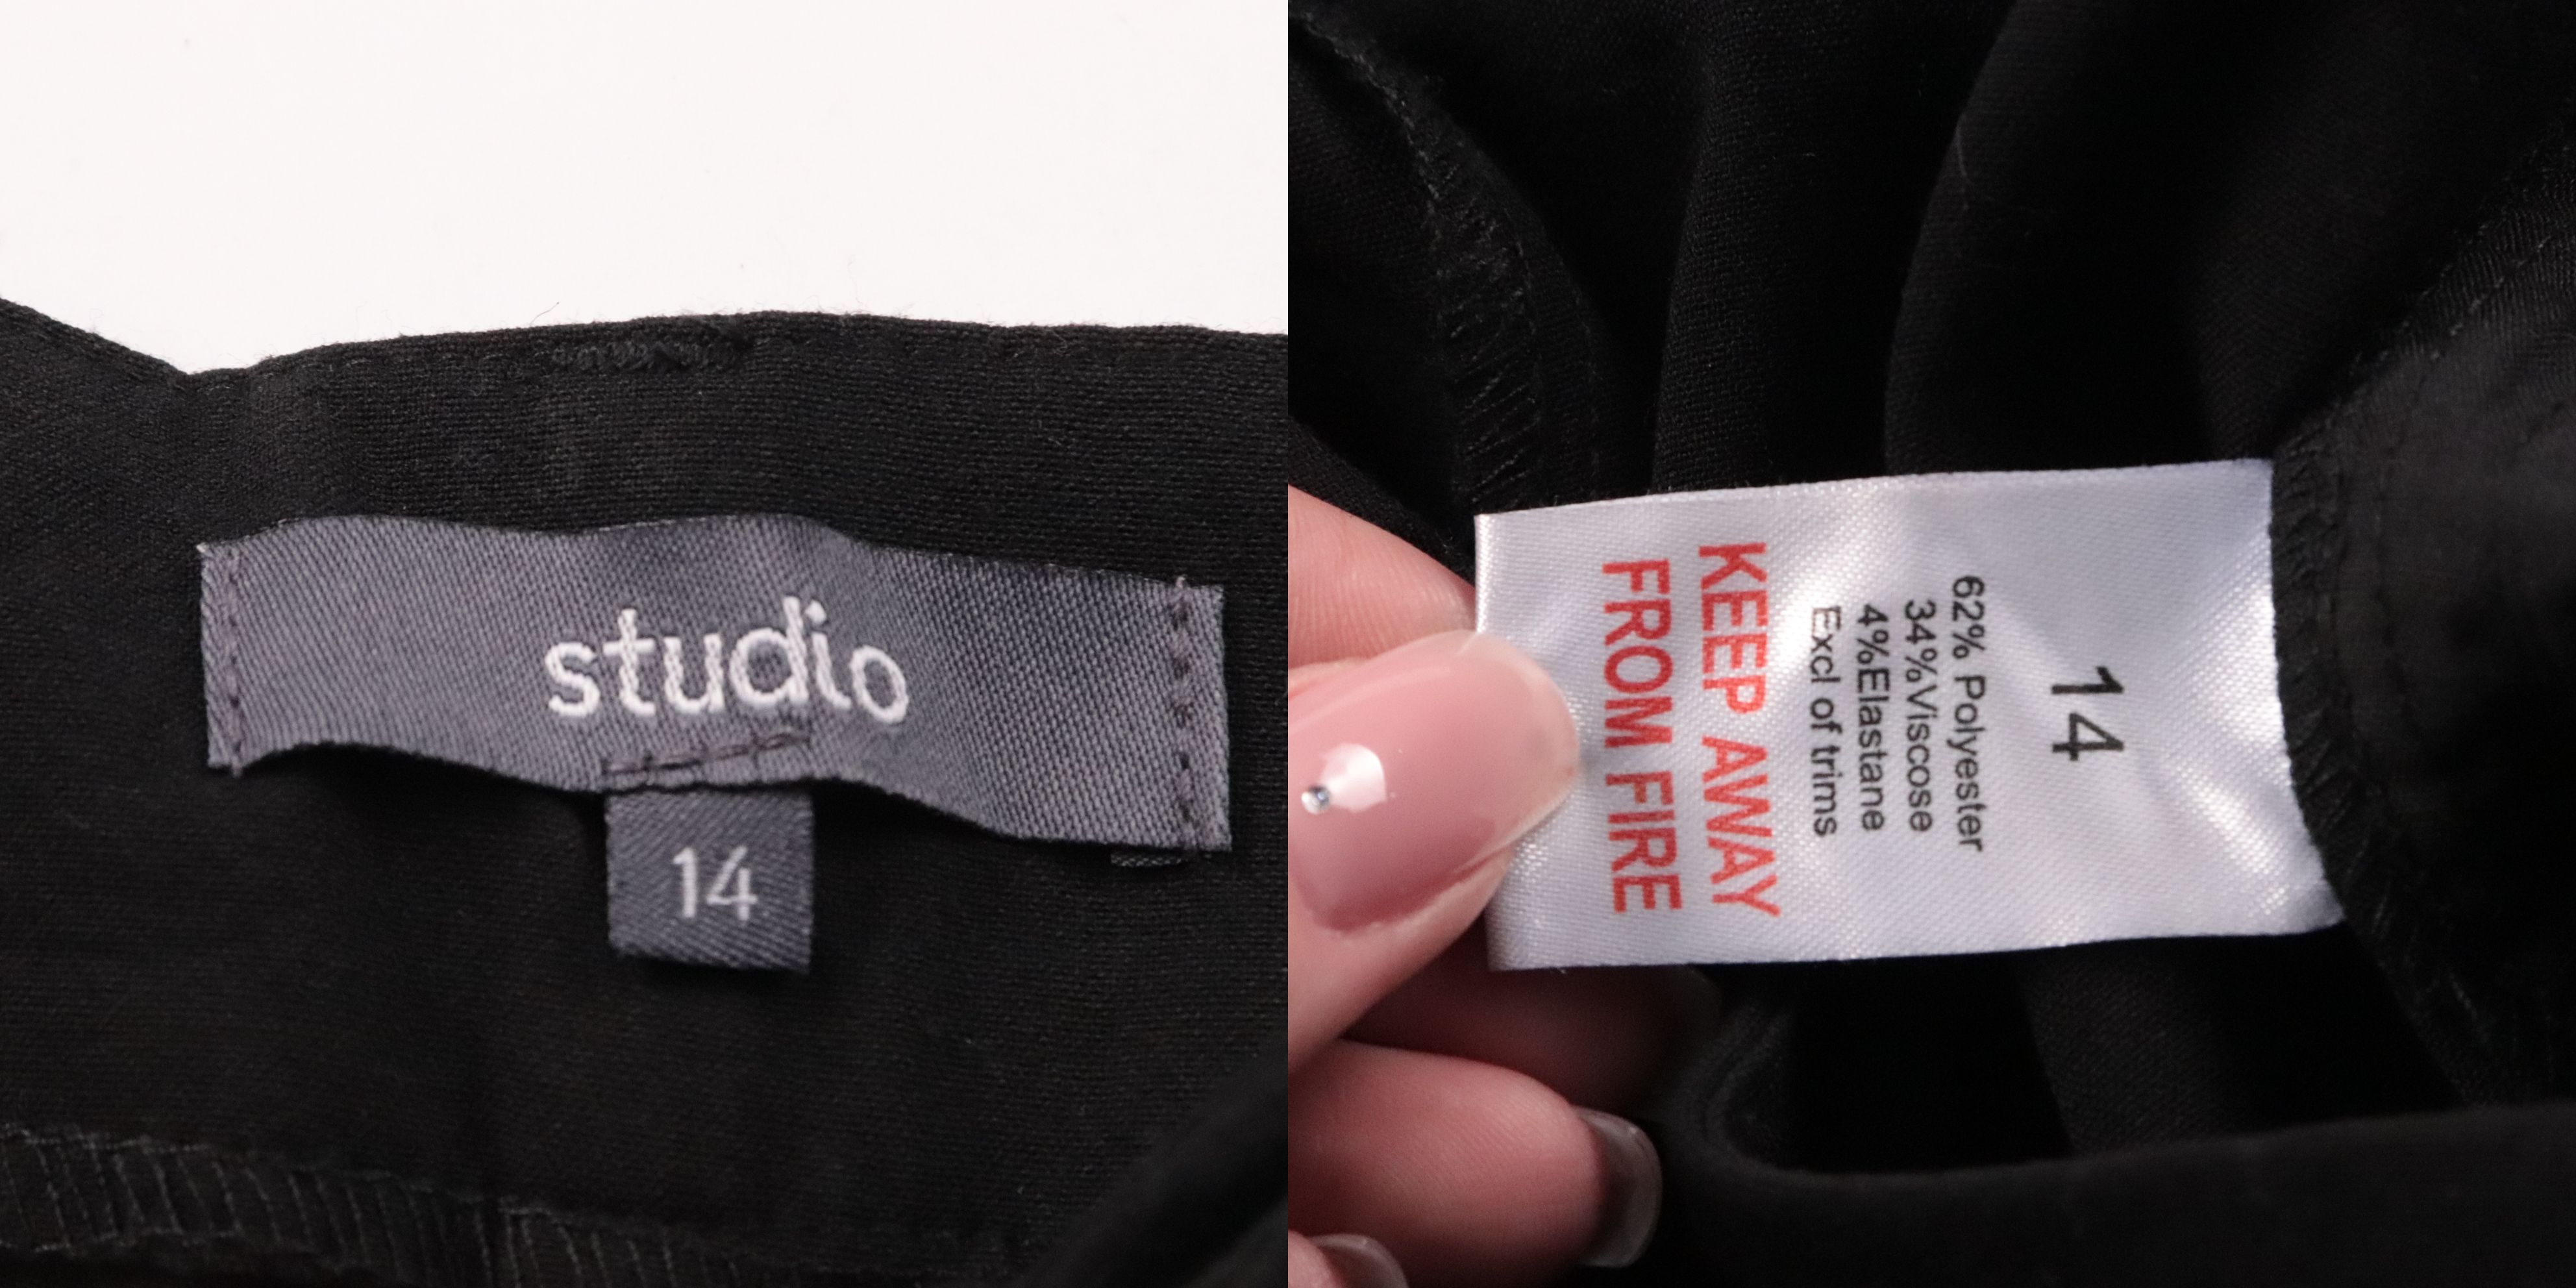 studio
14
14
62% Polyester
34%Viscose
4%Elastane
Excl of trims
KEEP AWAY
FROM FIRE